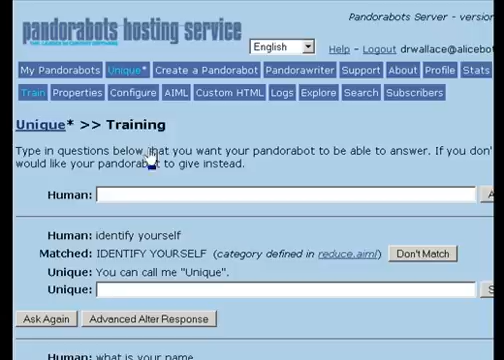 pandorabots hosting service
Pandorabots Server - version
English Help - Logout drwallace@alicebot
My Pandorabots Unique* Create a Pandorabot Pandorawriter Support About Profile Stats
Train Properties Configure AIML Custom HTML Logs Explore Search Subscribers
Unique* >> Training
Type in questions below that you want your pandorabot to be able to answer. If you don'
would like your pandorabot to give instead.
Human: A
Human: identify yourself
Matched: IDENTIFY YOURSELF (category defined in reduce.aiml) Don't Match
Unique: You can call me "Unique".
Unique: S
Ask Again Advanced Alter Response
Human: what is your name